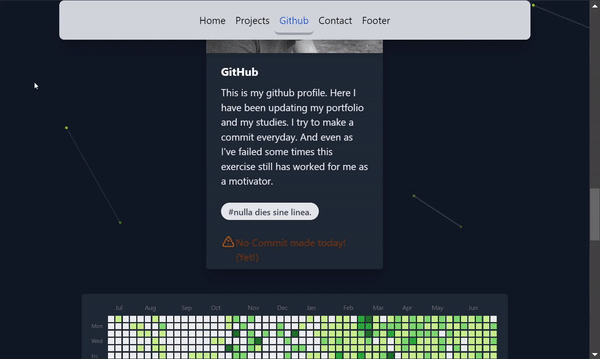 Home Projects Github Contact Footer
GitHub
This is my github profile. Here I
have been updating my portfolio
and my studies. I try to make a
commit everyday. And even as
I've failed some times this
exercise still has worked for me as
a motivator.
#nulla dies sine linea.
No Commit made today!
(Yet!)
Jul Aug Sep Oct Nov Dec Jan Feb Mar Apr May Jun
Mon
Wed
Fri